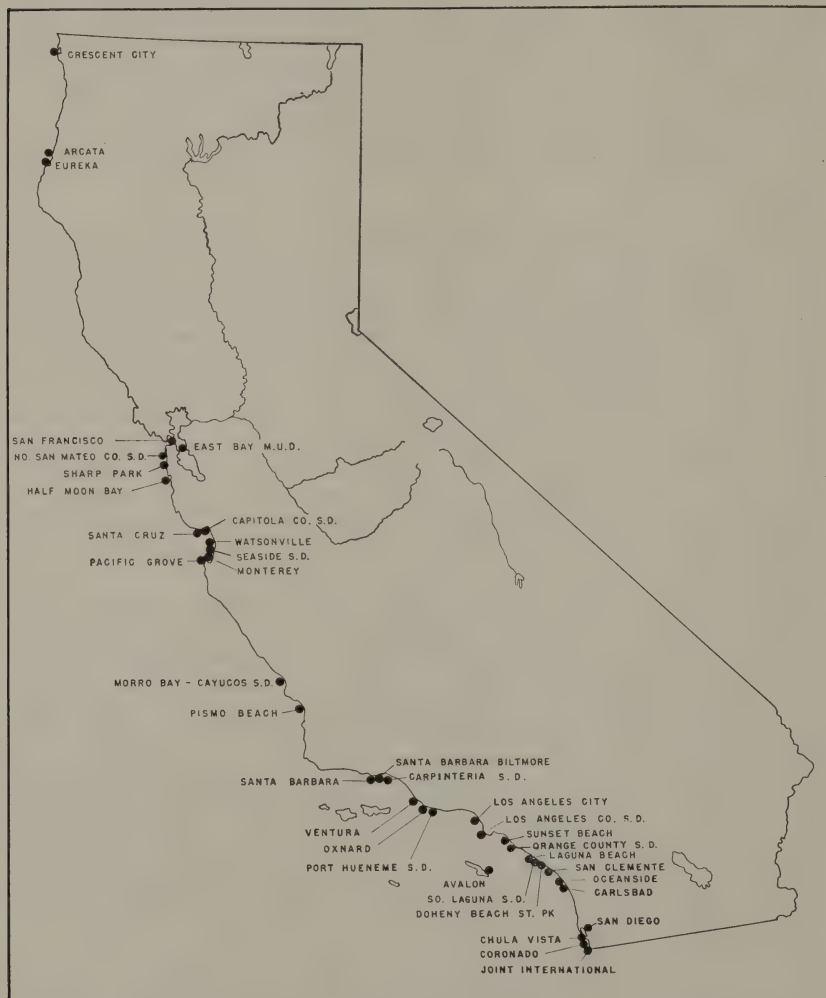 CRESCENT CITY
ARCATA
EUREKA
SAN FRANCISCO
EAST BAY M.U.D.
NO. SAN MATEO CO. S.D.
SHARP PARK
HALF MOON BAY
CAPITOLA CO. S.D.
SANTA CRUZ
WATSONVILLE
SEASIDE S.D.
PACIFIC GROVE
MONTEREY
MORRO BAY - CAYUCOS S.D.
PISMO BEACH
SANTA BARBARA BILTMORE
SANTA BARBARA
CARPINTERIA S.D.
LOS ANGELES CITY
LOS ANGELES CO. S.D.
VENTURA
SUNSET BEACH
OXNARD
ORANGE COUNTY S.D.
PORT HUENEME S.D.
LAGUNA BEACH
SAN CLEMENTE
AVALON
OCEANSIDE
SO. LAGUNA S.D.
CARLSBAD
DOHENY BEACH ST. PK
SAN DIEGO
CHULA VISTA
CORONADO
JOINT INTERNATIONAL